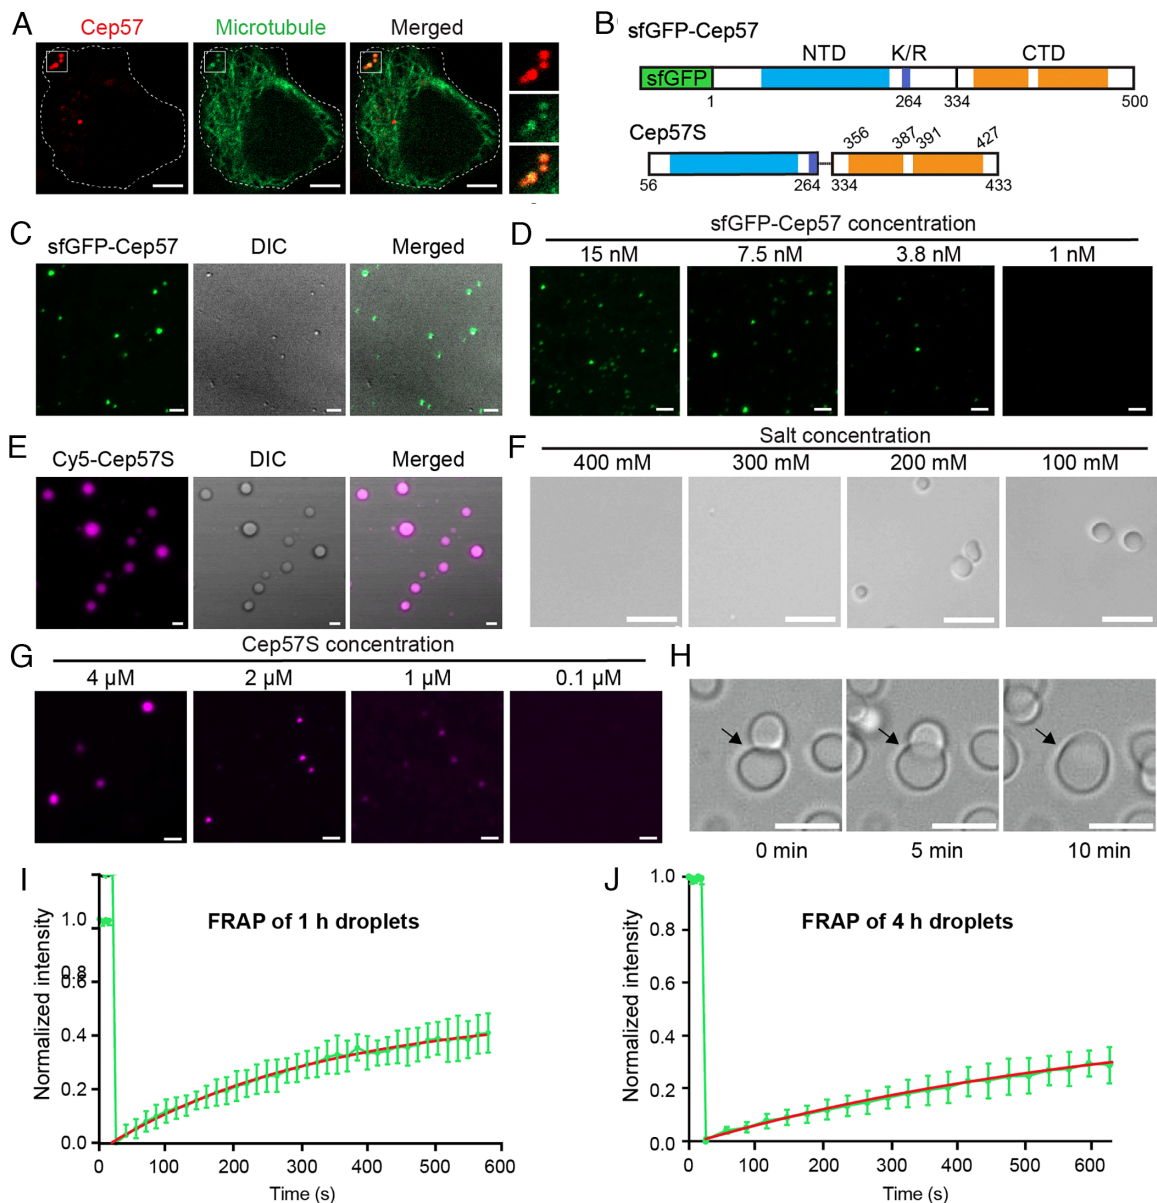 A
Cep57 Microtubule Merged
B
sfGFP-Cep57
NTD K/R CTD
sfGFP
1 264 334 500
Cep57S
356 387 391 427
56 264 334 433
C
sfGFP-Cep57 DIC Merged
D
sfGFP-Cep57 concentration
15 nM 7.5 nM 3.8 nM 1 nM
E
Cy5-Cep57S DIC Merged
F
Salt concentration
400 mM 300 mM 200 mM 100 mM
G
Cep57S concentration
4 µM 2 µM 1 µM 0.1 µM
H
0 min 5 min 10 min
I
FRAP of 1 h droplets
Normalized intensity
1.0
0.8
0.6
0.4
0.2
0.0
0 100 200 300 400 500 600
Time (s)
J
FRAP of 4 h droplets
Normalized intensity
1.0
0.8
0.6
0.4
0.2
0.0
0 100 200 300 400 500 600
Time (s)